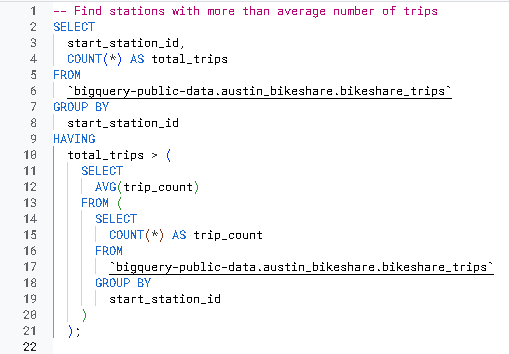 1 -- Find stations with more than average number of trips
2 SELECT
3 start_station_id,
4 COUNT(*) AS total_trips
5 FROM
6 `bigquery-public-data.austin_bikeshare.bikeshare_trips`
7 GROUP BY
8 start_station_id
9 HAVING
10 total_trips > (
11 SELECT
12 AVG(trip_count)
13 FROM (
14 SELECT
15 COUNT(*) AS trip_count
16 FROM
17 `bigquery-public-data.austin_bikeshare.bikeshare_trips`
18 GROUP BY
19 start_station_id
20 )
21 );
22